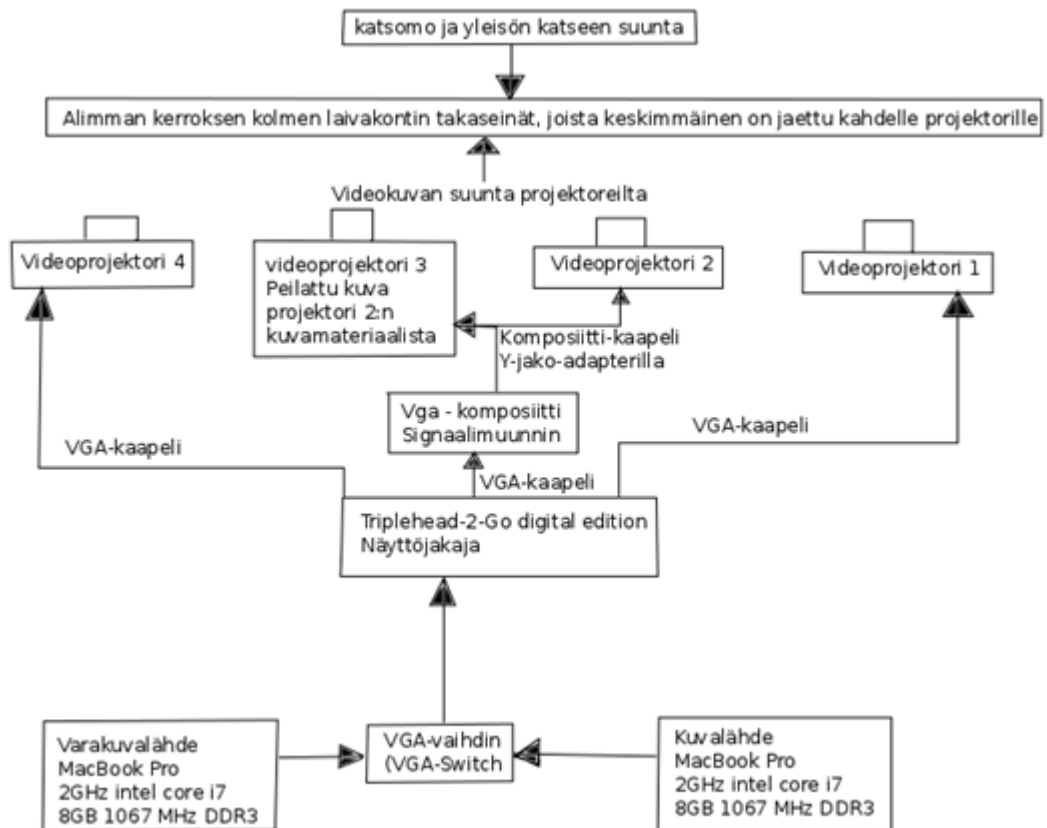 katsomo ja yleisön katseen suunta
Alimman kerroksen kolmen laivakontin takaseinät, joista keskimmäinen on jaettu kahdelle projektorille
Videokuvan suunta projektoreilta
Videoprojektori 4
videoprojektori 3
Peilattu kuva
projektori 2:n
kuvamateriaalista
Videoprojektori 2
Videoprojektori 1
Komposiitti-kaapeli
Y-jako-adapterilla
Vga - komposiitti
Signaalimuunnin
VGA-kaapeli
VGA-kaapeli
VGA-kaapeli
Triplehead-2-Go digital edition
Näyttöjakaja
Varakuvalähde
MacBook Pro
2GHz intel core i7
8GB 1067 MHz DDR3
VGA-vaihdin
(VGA-Switch
Kuvalähde
MacBook Pro
2GHz intel core i7
8GB 1067 MHz DDR3